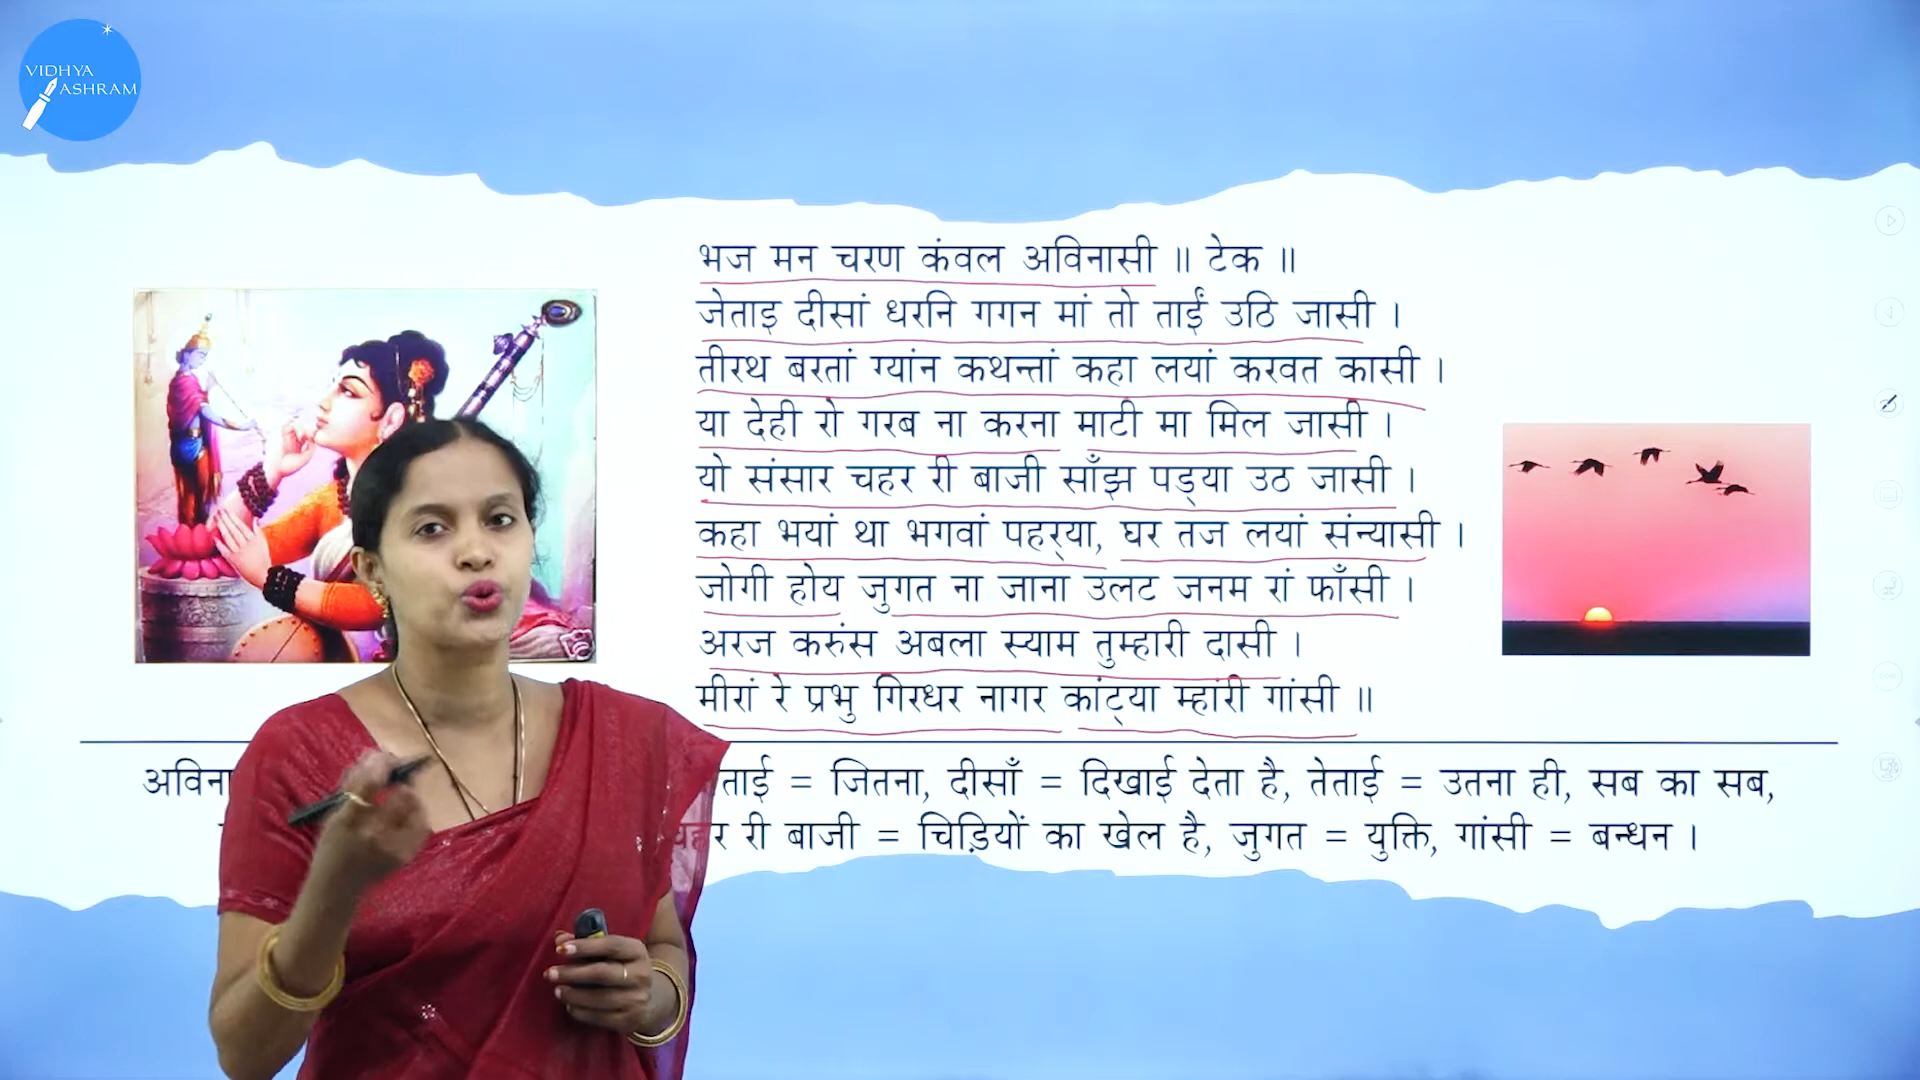 VIDHYA
ASHRAM
भज मन चरण कंवल अविनासी ॥ टेक ॥
जेताइ दीसां धरनि गगन मां तो ताईं उठि जासी ।
तीरथ बरतां ग्यांन कथन्तां कहा लयां करवत कासी ।
या देही रो गरब ना करना माटी मा मिल जासी ।
यो संसार चहर री बाजी साँझ पड्‌या उठ जासी ।
कहा भयां था भगवां पहर्‌या, घर तज लयां संन्यासी ।
जोगी होय जुगत ना जाना उलट जनम रां फाँसी ।
अरज करुंस अबला स्याम तुम्हारी दासी ।
मीरां रे प्रभु गिरधर नागर कांट्‌या म्हांरी गांसी ॥
= जितना, दीसाँ = दिखाई देता है, तेताई = उतना ही, सब का सब,
री बाजी = चिड़ियों का खेल है, जुगत = युक्ति, गांसी = बन्धन ।